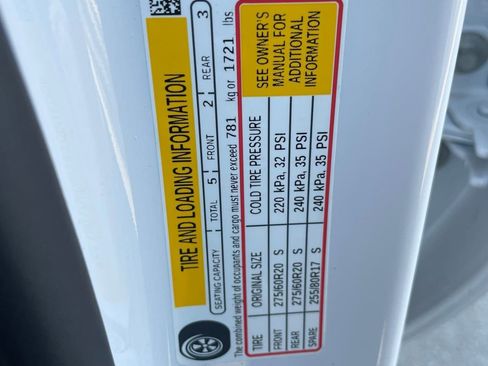 TIRE AND LOADING INFORMATION
SEATING CAPACITY TOTAL 5 FRONT 2 REAR 3
The combined weight of occupants and cargo must never exceed 781 kg or 1721 lbs
TIRE ORIGINAL SIZE COLD TIRE PRESSURE
FRONT 275/60R20 S 220 kPa, 32 PSI
REAR 275/60R20 S 240 kPa, 35 PSI
SPARE 255/80R17 S 240 kPa, 35 PSI
SEE OWNER'S
MANUAL FOR
ADDITIONAL
INFORMATION